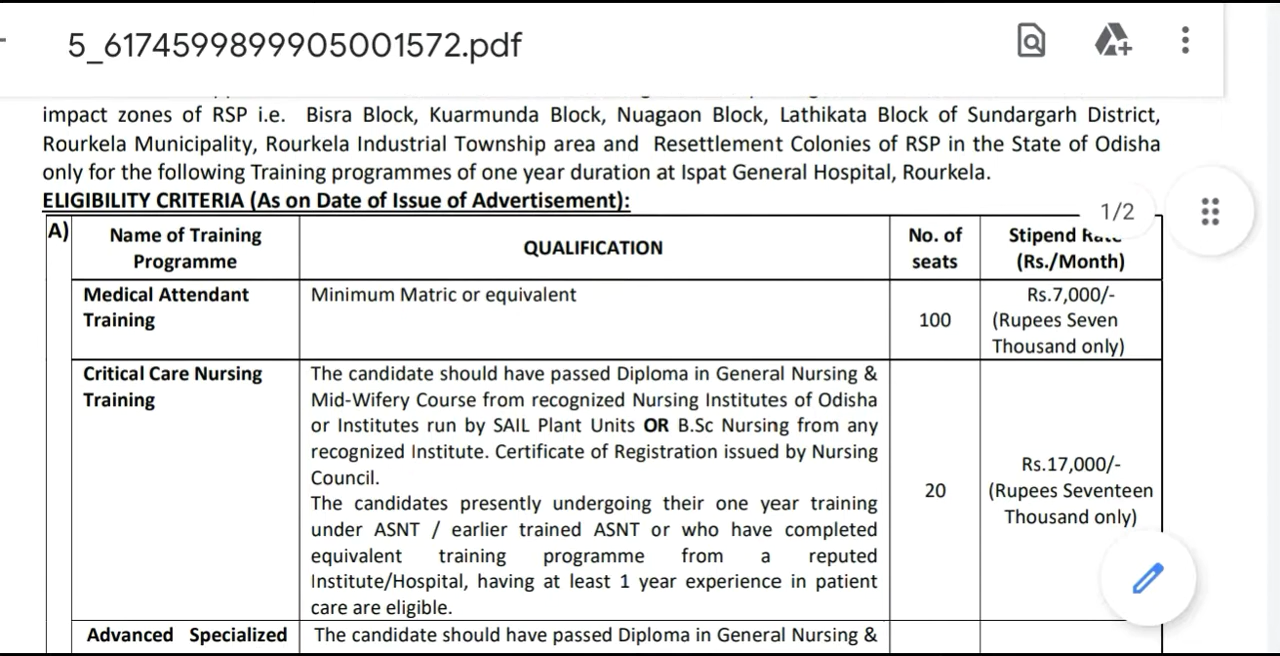 5_6174599899905001572.pdf
impact zones of RSP i.e. Bisra Block, Kuarmunda Block, Nuagaon Block, Lathikata Block of Sundargarh District,
Rourkela Municipality, Rourkela Industrial Township area and Resettlement Colonies of RSP in the State of Odisha
only for the following Training programmes of one year duration at Ispat General Hospital, Rourkela.
ELIGIBILITY CRITERIA (As on Date of Issue of Advertisement):
1/2
A)
Name of Training
Programme
QUALIFICATION
No. of
seats
Stipend
(Rs./Month)
Medical Attendant
Training
Minimum Matric or equivalent
100
Rs.7,000/-
(Rupees Seven
Thousand only)
Critical Care Nursing
Training
The candidate should have passed Diploma in General Nursing &
Mid-Wifery Course from recognized Nursing Institutes of Odisha
or Institutes run by SAIL Plant Units OR B.Sc Nursing from any
recognized Institute. Certificate of Registration issued by Nursing
Council.
The candidates presently undergoing their one year training
under ASNT / earlier trained ASNT or who have completed
equivalent training programme from a reputed
Institute/Hospital, having at least 1 year experience in patient
care are eligible.
20
Rs.17,000/-
(Rupees Seventeen
Thousand only)
Advanced Specialized
The candidate should have passed Diploma in General Nursing &